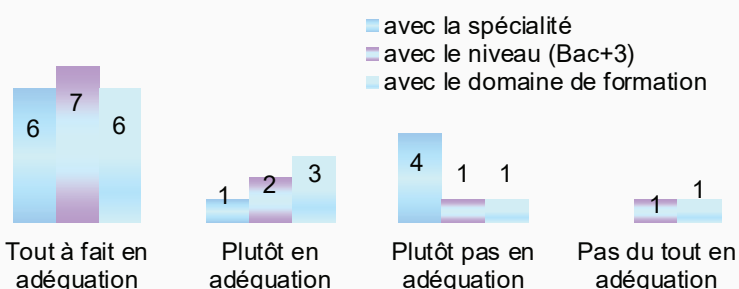 avec la spécialité
avec le niveau (Bac+3)
avec le domaine de formation
6
7
6
1
2
3
4
1
1
1
1
Tout à fait en
adéquation
Plutôt en
adéquation
Plutôt pas en
adéquation
Pas du tout en
adéquation